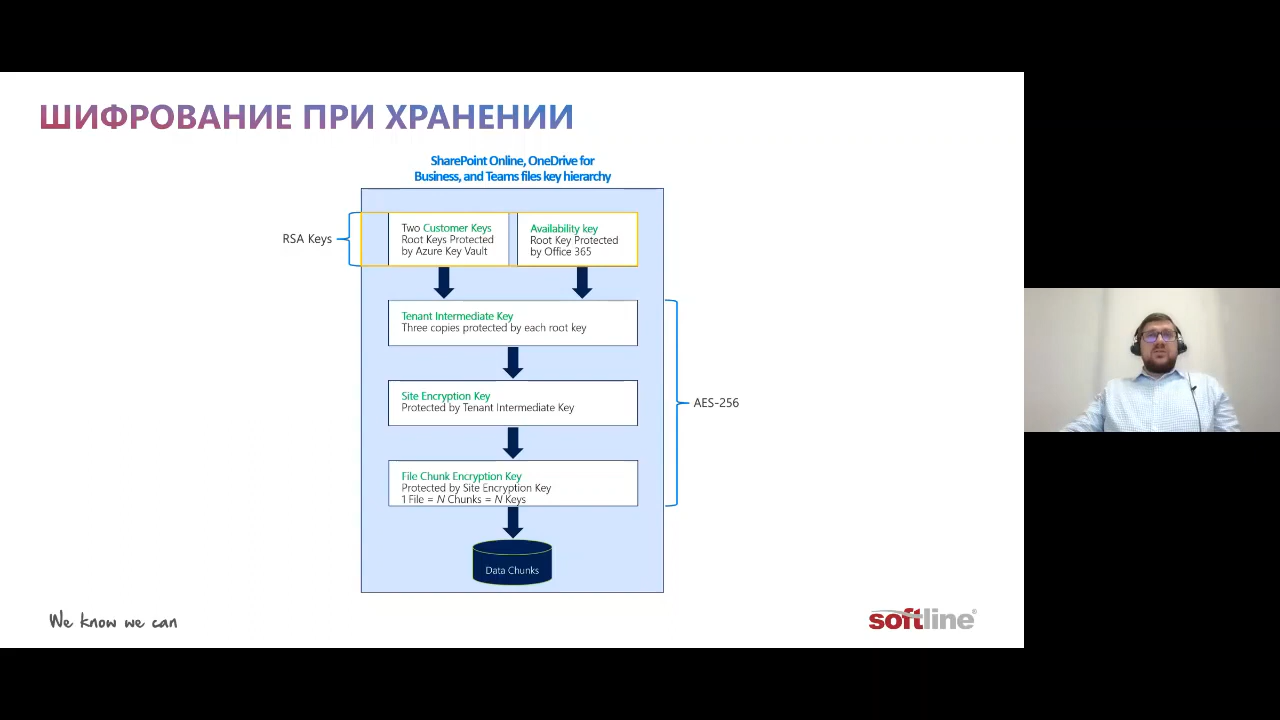 ШИФРОВАНИЕ ПРИ ХРАНЕНИИ
SharePoint Online, OneDrive for
Business, and Teams files key hierarchy
RSA Keys
Two Customer Keys
Root Keys Protected
by Azure Key Vault
Availability key
Root Key Protected
by Office 365
Tenant Intermediate Key
Three copies protected by each root key
Site Encryption Key
Protected by Tenant Intermediate Key
AES-256
File Chunk Encryption Key
Protected by Site Encryption Key
1 File = N Chunks = N Keys
Data Chunks
We know we can
softline®